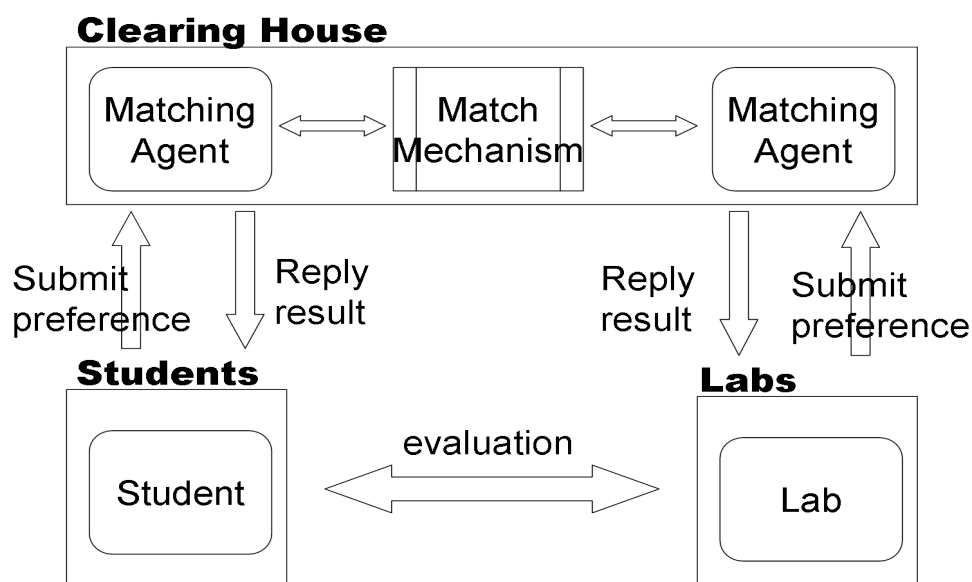 Clearing House
Matching
Agent
Match
Mechanism
Matching
Agent
Submit
preference
Reply
result
Reply
result
Submit
preference
Students
Labs
evaluation
Student
Lab